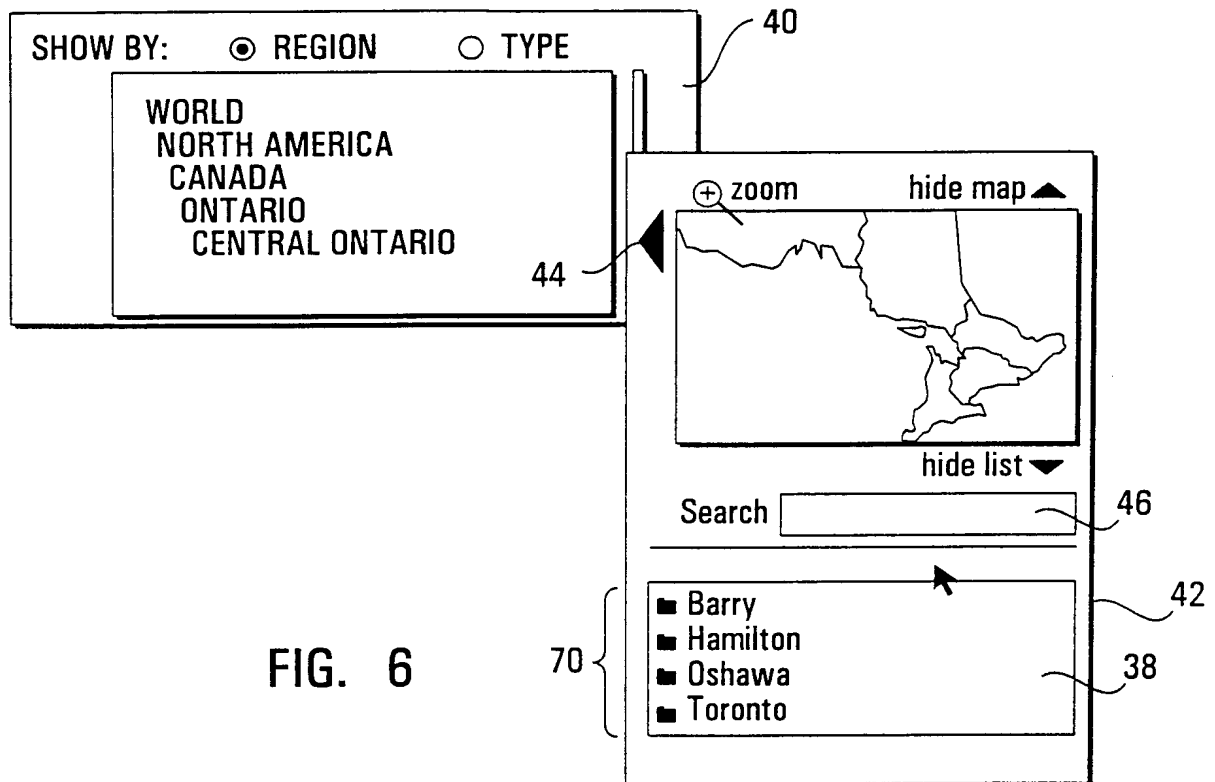 40
SHOW BY: REGION TYPE
WORLD
NORTH AMERICA
CANADA
ONTARIO
CENTRAL ONTARIO
zoom hide map
44
hide list
Search
46
42
Barry
Hamilton
Oshawa
Toronto
70
38
FIG. 6